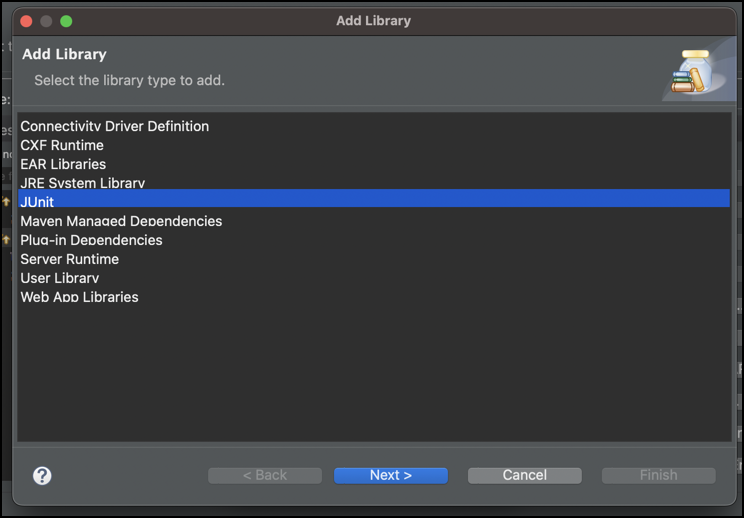 Add Library
Add Library
Select the library type to add.
Connectivity Driver Definition
CXF Runtime
EAR Libraries
JRE System Library
JUnit
Maven Managed Dependencies
Plug-in Dependencies
Server Runtime
User Library
Web App Libraries
?
< Back
Next >
Cancel
Finish